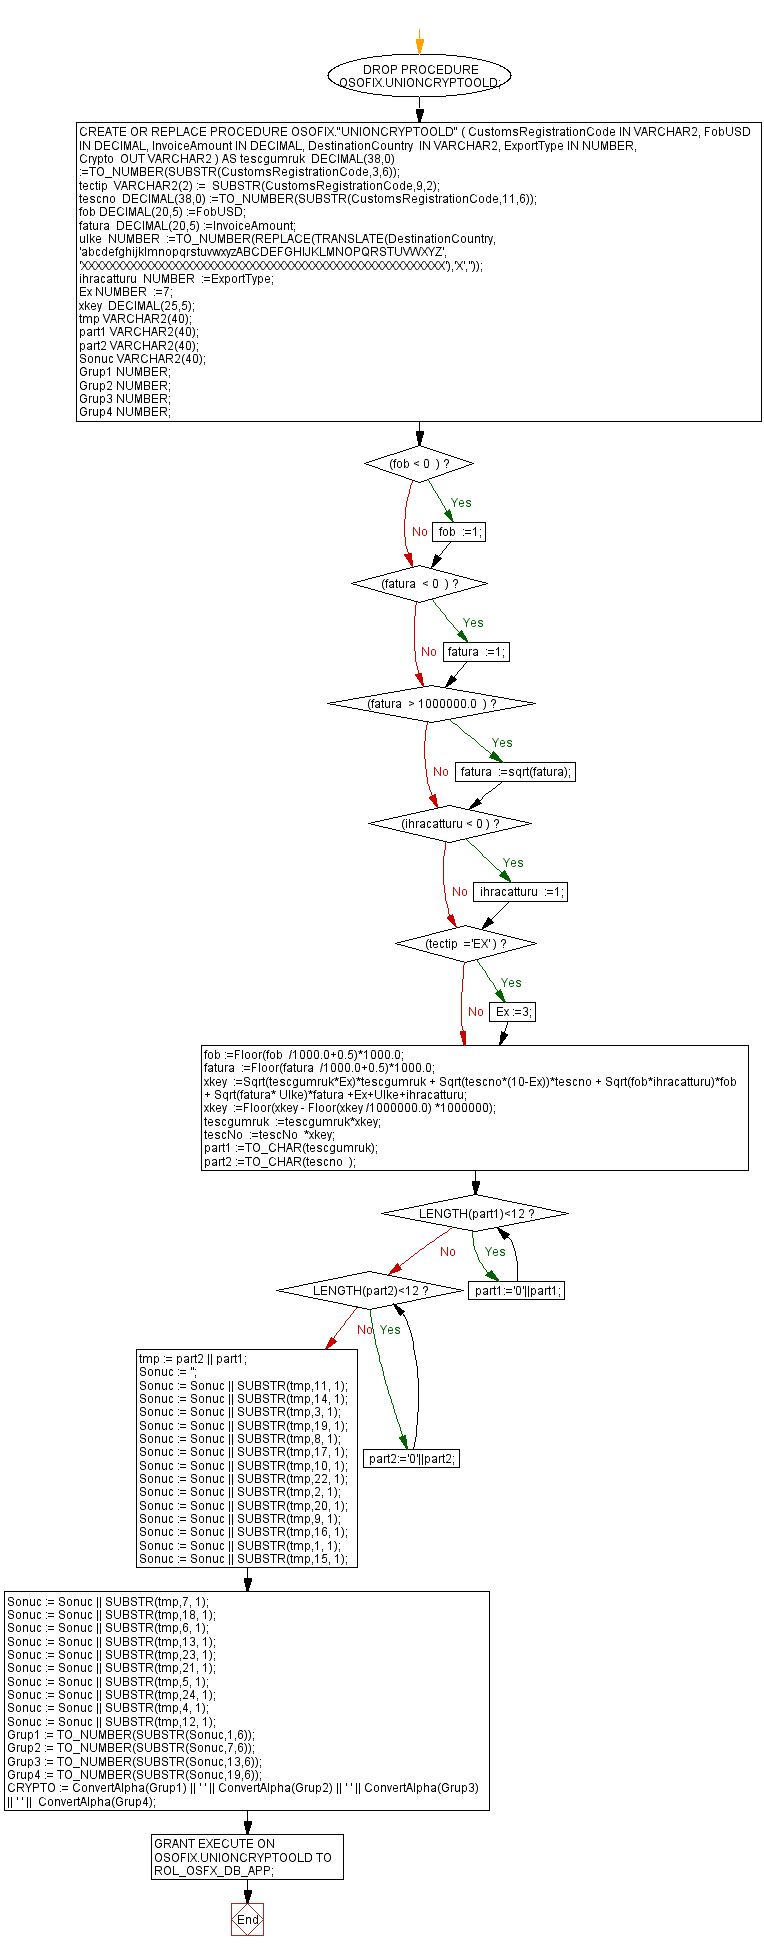 DROP PROCEDURE
OSOFIX.UNIONCRYPTOOLD;
CREATE OR REPLACE PROCEDURE OSOFIX."UNIONCRYPTOOLD" ( CustomsRegistrationCode IN VARCHAR2, FobUSD
IN DECIMAL, InvoiceAmount IN DECIMAL, DestinationCountry  IN VARCHAR2, ExportType IN NUMBER,
Crypto  OUT VARCHAR2 ) AS tescgumruk  DECIMAL(38,0)
:=TO_NUMBER(SUBSTR(CustomsRegistrationCode,3,6));
tectip  VARCHAR2(2) :=  SUBSTR(CustomsRegistrationCode,9,2);
tescno  DECIMAL(38,0) :=TO_NUMBER(SUBSTR(CustomsRegistrationCode,11,6));
fob DECIMAL(20,5) :=FobUSD;
fatura  DECIMAL(20,5) :=InvoiceAmount;
ulke  NUMBER  :=TO_NUMBER(REPLACE(TRANSLATE(DestinationCountry,
'abcdefghijklmnopqrstuvwxyzABCDEFGHIJKLMNOPQRSTUVWXYZ',
'XXXXXXXXXXXXXXXXXXXXXXXXXXXXXXXXXXXXXXXXXXXXXXXXXXXX'),'X',''));
ihracatturu  NUMBER  :=ExportType;
Ex NUMBER  :=7;
xkey  DECIMAL(25,5);
tmp VARCHAR2(40);
part1 VARCHAR2(40);
part2 VARCHAR2(40);
Sonuc VARCHAR2(40);
Grup1 NUMBER;
Grup2 NUMBER;
Grup3 NUMBER;
Grup4 NUMBER;
(fob < 0  ) ?
Yes
No
fob  :=1;
(fatura  < 0  ) ?
Yes
No
fatura  :=1;
(fatura  > 1000000.0  ) ?
Yes
No
fatura  :=sqrt(fatura);
(ihracatturu < 0 ) ?
Yes
No
ihracatturu  :=1;
(tectip  ='EX' ) ?
Yes
No
Ex :=3;
fob :=Floor(fob  /1000.0+0.5)*1000.0;
fatura  :=Floor(fatura  /1000.0+0.5)*1000.0;
xkey  :=Sqrt(tescgumruk*Ex)*tescgumruk + Sqrt(tescno*(10-Ex))*tescno + Sqrt(fob*ihracatturu)*fob
+ Sqrt(fatura* Ulke)*fatura +Ex+Ulke+ihracatturu;
xkey  :=Floor(xkey - Floor(xkey /1000000.0) *1000000);
tescgumruk  :=tescgumruk*xkey;
tescNo  :=tescNo  *xkey;
part1 :=TO_CHAR(tescgumruk);
part2 :=TO_CHAR(tescno  );
LENGTH(part1)<12 ?
No
Yes
LENGTH(part2)<12 ?
part1:='0'||part1;
No
Yes
tmp := part2 || part1;
Sonuc := '';
Sonuc := Sonuc || SUBSTR(tmp,11, 1);
Sonuc := Sonuc || SUBSTR(tmp,14, 1);
Sonuc := Sonuc || SUBSTR(tmp,3, 1);
Sonuc := Sonuc || SUBSTR(tmp,19, 1);
Sonuc := Sonuc || SUBSTR(tmp,8, 1);
Sonuc := Sonuc || SUBSTR(tmp,17, 1);
Sonuc := Sonuc || SUBSTR(tmp,10, 1);
Sonuc := Sonuc || SUBSTR(tmp,22, 1);
Sonuc := Sonuc || SUBSTR(tmp,2, 1);
Sonuc := Sonuc || SUBSTR(tmp,20, 1);
Sonuc := Sonuc || SUBSTR(tmp,9, 1);
Sonuc := Sonuc || SUBSTR(tmp,16, 1);
Sonuc := Sonuc || SUBSTR(tmp,1, 1);
Sonuc := Sonuc || SUBSTR(tmp,15, 1);
part2:='0'||part2;
Sonuc := Sonuc || SUBSTR(tmp,7, 1);
Sonuc := Sonuc || SUBSTR(tmp,18, 1);
Sonuc := Sonuc || SUBSTR(tmp,6, 1);
Sonuc := Sonuc || SUBSTR(tmp,13, 1);
Sonuc := Sonuc || SUBSTR(tmp,23, 1);
Sonuc := Sonuc || SUBSTR(tmp,21, 1);
Sonuc := Sonuc || SUBSTR(tmp,5, 1);
Sonuc := Sonuc || SUBSTR(tmp,24, 1);
Sonuc := Sonuc || SUBSTR(tmp,4, 1);
Sonuc := Sonuc || SUBSTR(tmp,12, 1);
Grup1 := TO_NUMBER(SUBSTR(Sonuc,1,6));
Grup2 := TO_NUMBER(SUBSTR(Sonuc,7,6));
Grup3 := TO_NUMBER(SUBSTR(Sonuc,13,6));
Grup4 := TO_NUMBER(SUBSTR(Sonuc,19,6));
CRYPTO := ConvertAlpha(Grup1) || ' ' || ConvertAlpha(Grup2) || ' ' || ConvertAlpha(Grup3)
|| ' ' ||  ConvertAlpha(Grup4);
GRANT EXECUTE ON
OSOFIX.UNIONCRYPTOOLD TO
ROL_OSFX_DB_APP;
End